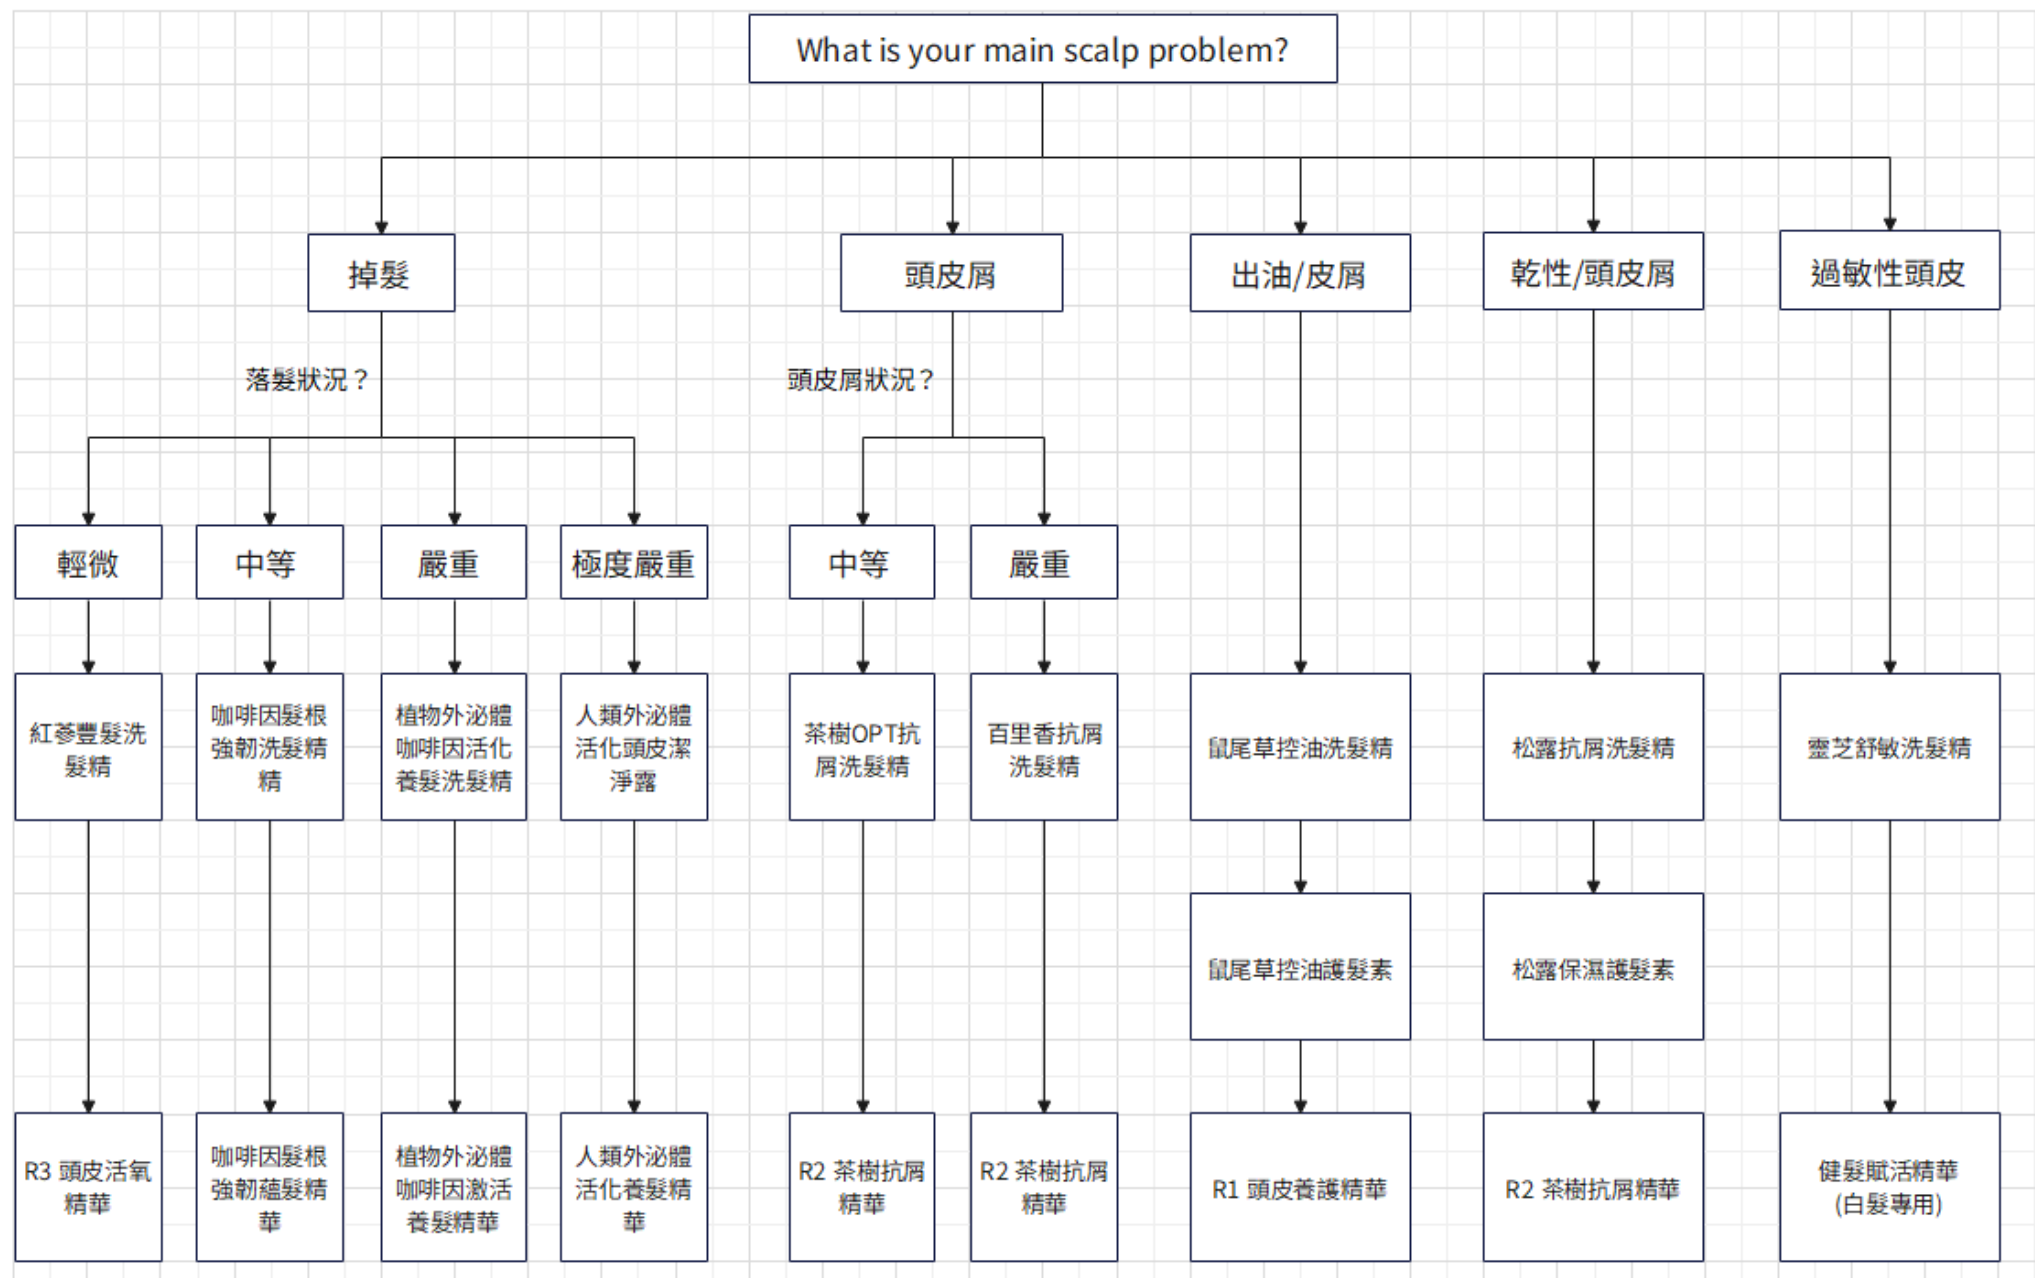 What is your main scalp problem?
掉髮
頭皮屑
出油/皮屑
乾性/頭皮屑
過敏性頭皮
落髮狀況？
頭皮屑狀況？
輕微
中等
嚴重
極度嚴重
中等
嚴重
紅蔘豐髮洗
髮精
咖啡因髮根
強韌洗髮精
精
植物外泌體
咖啡因活化
養髮洗髮精
人類外泌體
活化頭皮潔
淨露
茶樹OPT抗
屑洗髮精
百里香抗屑
洗髮精
鼠尾草控油洗髮精
松露抗屑洗髮精
靈芝舒敏洗髮精
鼠尾草控油護髮素
松露保濕護髮素
R3 頭皮活氧
精華
咖啡因髮根
強韌蘊髮精
華
植物外泌體
咖啡因激活
養髮精華
人類外泌體
活化養髮精
華
R2 茶樹抗屑
精華
R2 茶樹抗屑
精華
R1 頭皮養護精華
R2 茶樹抗屑精華
健髮賦活精華
(白髮專用)